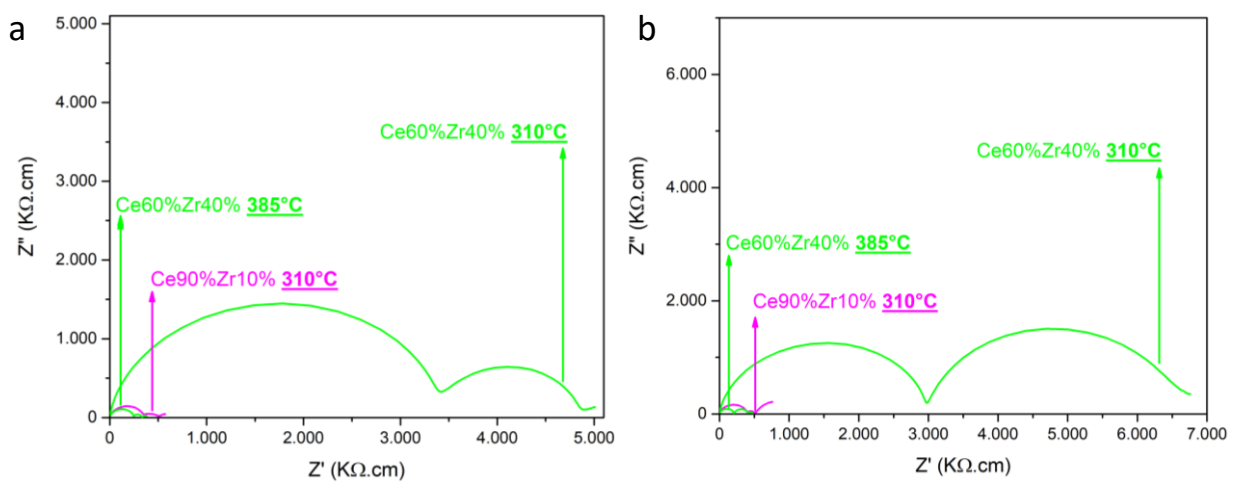 a
5.000
4.000
3.000
2.000
1.000
0
Z" (KΩ.cm)
Ce60%Zr40% 310°C
Ce60%Zr40% 385°C
Ce90%Zr10% 310°C
0 1.000 2.000 3.000 4.000 5.000
Z' (KΩ.cm)
b
6.000
4.000
2.000
0
Z" (KΩ.cm)
Ce60%Zr40% 310°C
Ce60%Zr40% 385°C
Ce90%Zr10% 310°C
0 1.000 2.000 3.000 4.000 5.000 6.000 7.000
Z' (KΩ.cm)